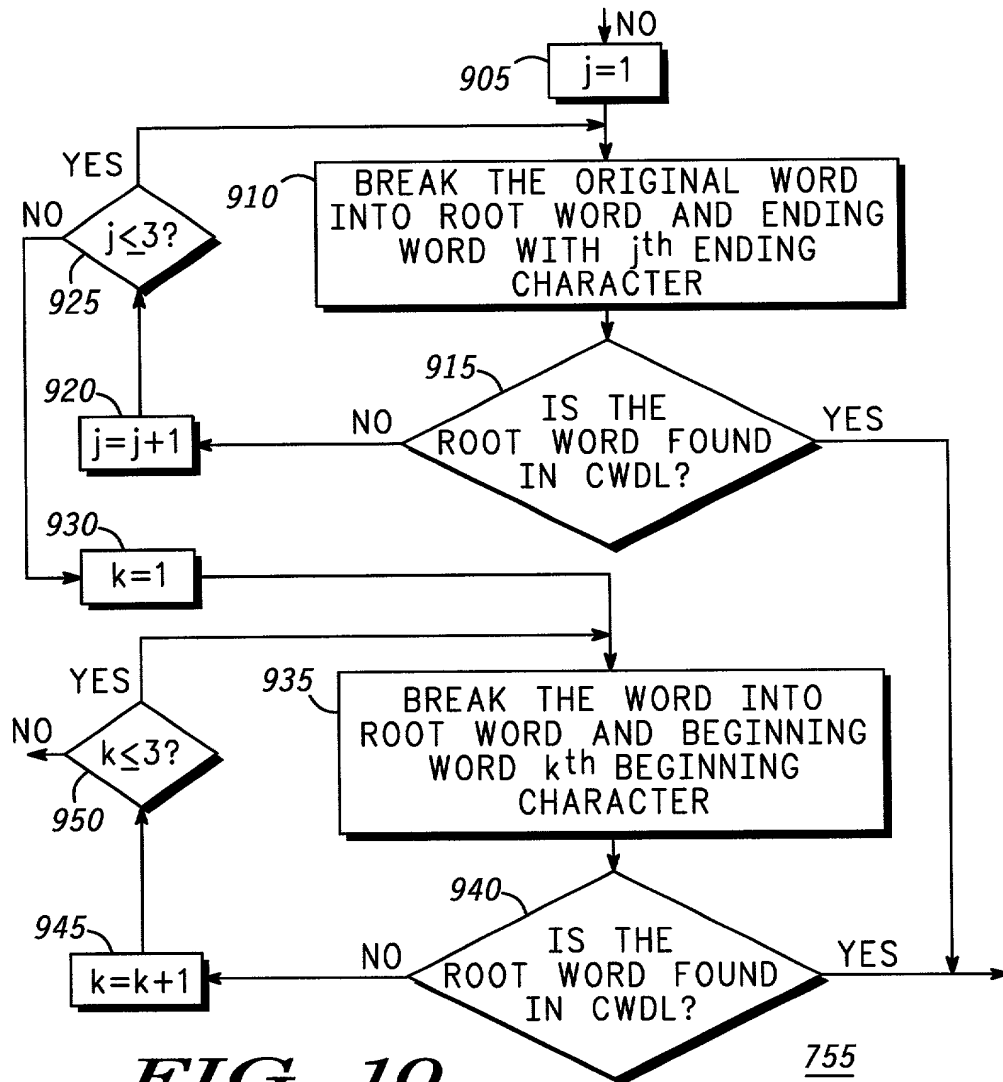 NO
905
j=1
YES
NO
j≤3?
925
910
BREAK THE ORIGINAL WORD
INTO ROOT WORD AND ENDING
WORD WITH jth ENDING
CHARACTER
915
IS THE
ROOT WORD FOUND
IN CWDL?
NO
YES
920
j=j+1
930
k=1
YES
NO
k≤3?
950
935
BREAK THE WORD INTO
ROOT WORD AND BEGINNING
WORD kth BEGINNING
CHARACTER
940
IS THE
ROOT WORD FOUND
IN CWDL?
NO
YES
945
k=k+1
755
FIG. 10